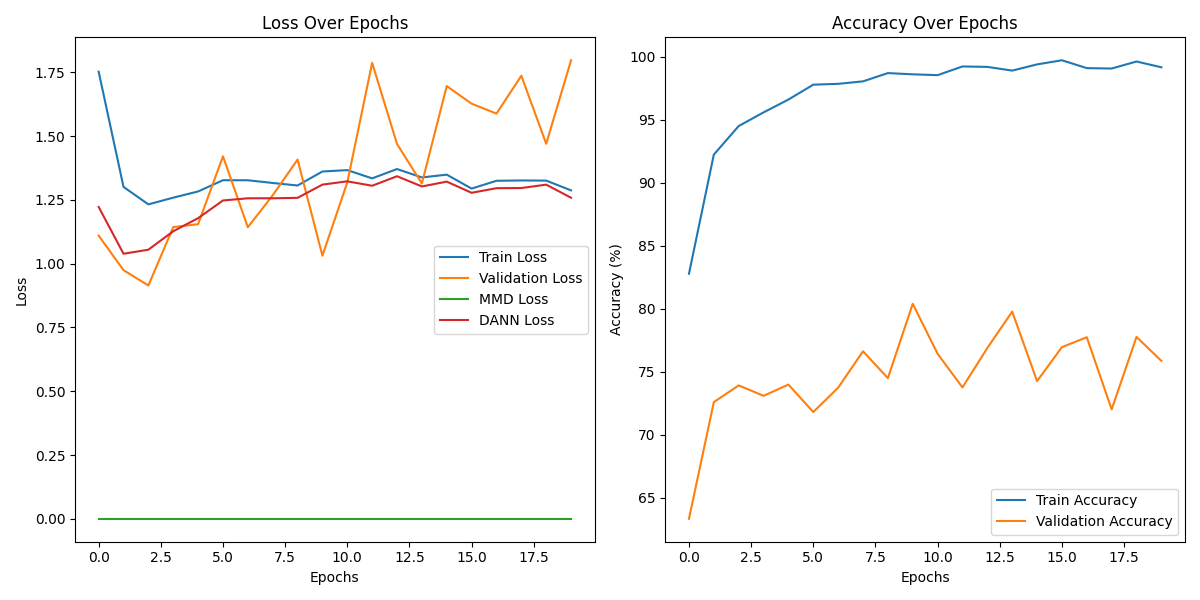 Loss Over Epochs
1.75
1.50
1.25
1.00
0.75
0.50
0.25
0.00
Loss
Train Loss
Validation Loss
MMD Loss
DANN Loss
0.0 2.5 5.0 7.5 10.0 12.5 15.0 17.5
Epochs
Accuracy Over Epochs
100
95
90
85
80
75
70
65
Accuracy (%)
Train Accuracy
Validation Accuracy
0.0 2.5 5.0 7.5 10.0 12.5 15.0 17.5
Epochs